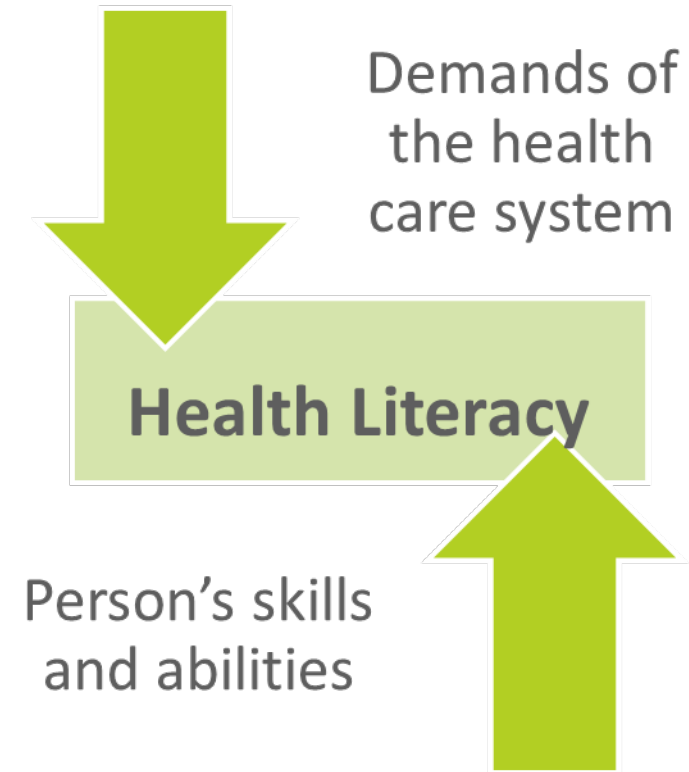 Demands of
the health
care system
Health Literacy
Person’s skills
and abilities